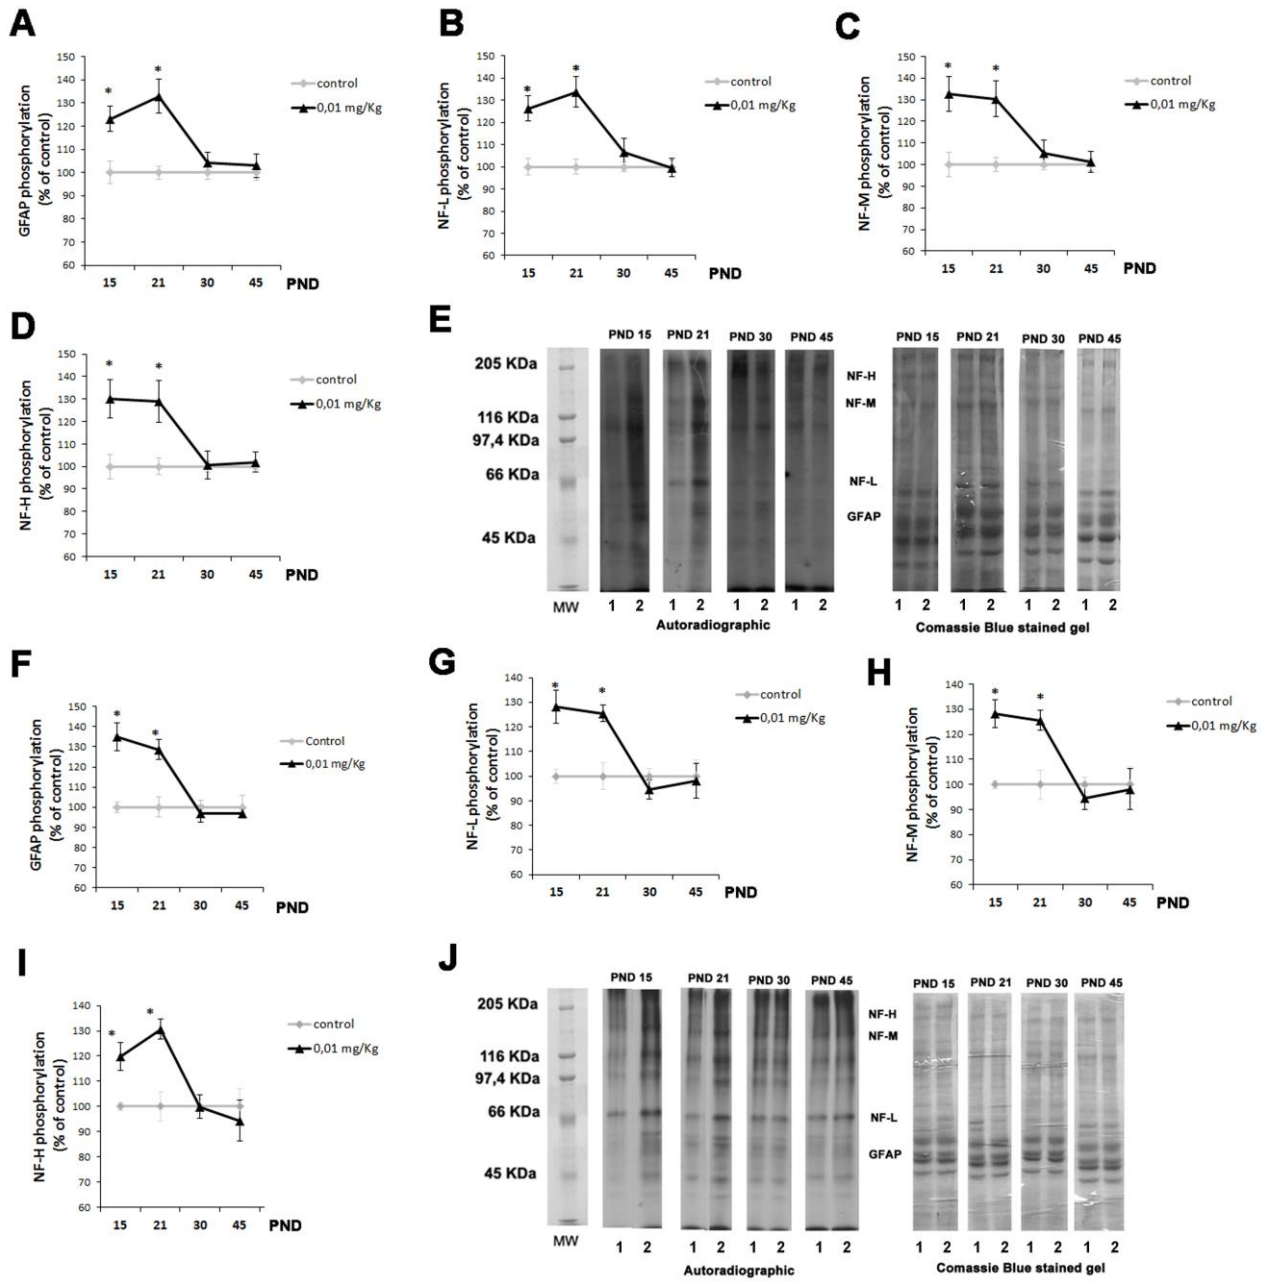 A
GFAP phosphorylation
(% of control)
150
140
130
120
110
100
90
80
70
60
*
*
control
0,01 mg/Kg
15 21 30 45 PND
B
NF-L phosphorylation
(% of control)
150
140
130
120
110
100
90
80
70
60
*
*
control
0,01 mg/Kg
15 21 30 45 PND
C
NF-M phosphorylation
(% of control)
150
140
130
120
110
100
90
80
70
60
*
*
control
0,01 mg/Kg
15 21 30 45 PND
D
NF-H phosphorylation
(% of control)
150
140
130
120
110
100
90
80
70
60
*
*
control
0,01 mg/Kg
15 21 30 45 PND
E
PND 15 PND 21 PND 30 PND 45
PND 15 PND 21 PND 30 PND 45
205 KDa
116 KDa
97,4 KDa
66 KDa
45 KDa
NF-H
NF-M
NF-L
GFAP
MW
1 2 1 2 1 2 1 2
1 2 1 2 1 2 1 2
Autoradiographic
Comassie Blue stained gel
F
GFAP phosphorylation
(% of control)
150
140
130
120
110
100
90
80
70
60
*
*
Control
0,01 mg/Kg
15 21 30 45 PND
G
NF-L phosphorylation
(% of control)
140
130
120
110
100
90
80
70
60
*
*
control
0,01 mg/Kg
15 21 30 45 PND
H
NF-M phosphorylation
(% of control)
140
130
120
110
100
90
80
70
60
*
*
control
0,01 mg/Kg
15 21 30 45 PND
I
NF-H phosphorylation
(% of control)
140
130
120
110
100
90
80
70
60
*
*
control
0,01 mg/Kg
15 21 30 45 PND
J
PND 15 PND 21 PND 30 PND 45
PND 15 PND 21 PND 30 PND 45
205 KDa
116 KDa
97,4 KDa
66 KDa
45 KDa
NF-H
NF-M
NF-L
GFAP
MW
1 2 1 2 1 2 1 2
1 2 1 2 1 2 1 2
Autoradiographic
Comassie Blue stained gel